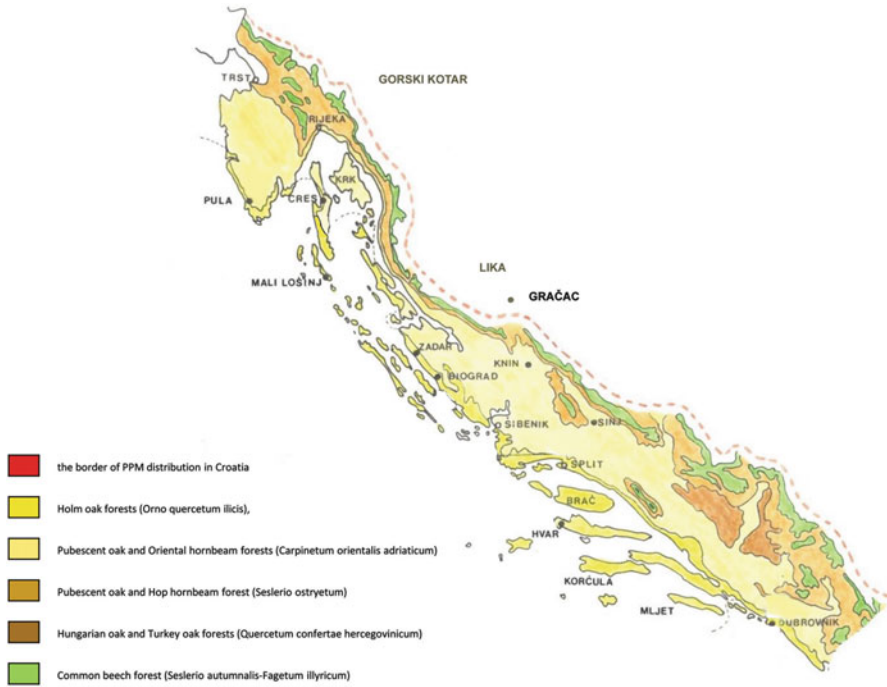 GORSKI KOTAR
TRST
RIJEKA
KRK
PULA
CRES
LIKA
MALI LOŠINJ
GRAČAC
ZADAR
KNIN
BIOGRAD
ŠIBENIK
SINJ
SPLIT
BRAČ
HVAR
KORČULA
MLJET
DUBROVNIK
the border of PPM distribution in Croatia
Holm oak forests (Orno quercetum ilicis),
Pubescent oak and Oriental hornbeam forests (Carpinetum orientalis adriaticum)
Pubescent oak and Hop hornbeam forest (Seslerio ostryetum)
Hungarian oak and Turkey oak forests (Quercetum confertae hercegovinicum)
Common beech forest (Seslerio autumnalis-Fagetum illyricum)